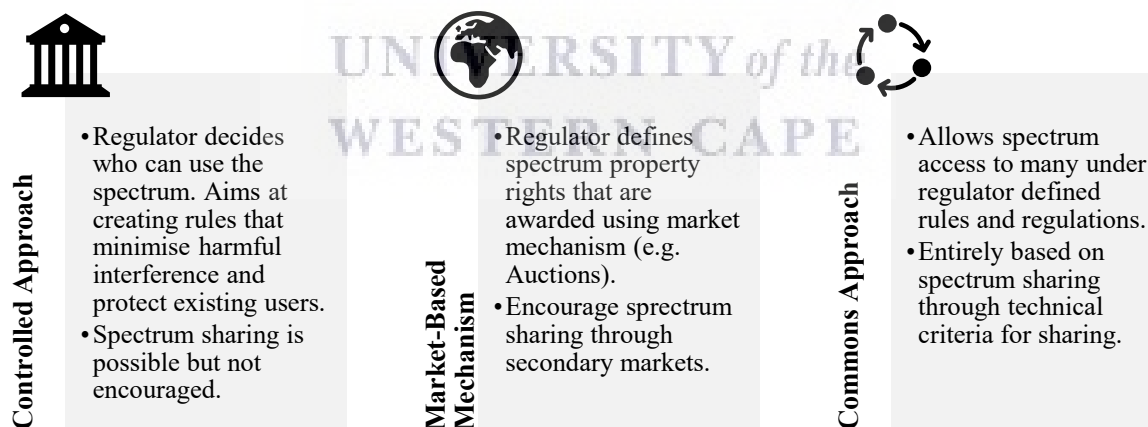 UNIVERSITY of the
WESTERN CAPE
Controlled Approach
•Regulator decides
who can use the
spectrum. Aims at
creating rules that
minimise harmful
interference and
protect existing users.
•Spectrum sharing is
possible but not
encouraged.
Market-Based
Mechanism
•Regulator defines
spectrum property
rights that are
awarded using market
mechanism (e.g.
Auctions).
•Encourage sprectrum
sharing through
secondary markets.
Commons Approach
•Allows spectrum
access to many under
regulator defined
rules and regulations.
•Entirely based on
spectrum sharing
through technical
criteria for sharing.